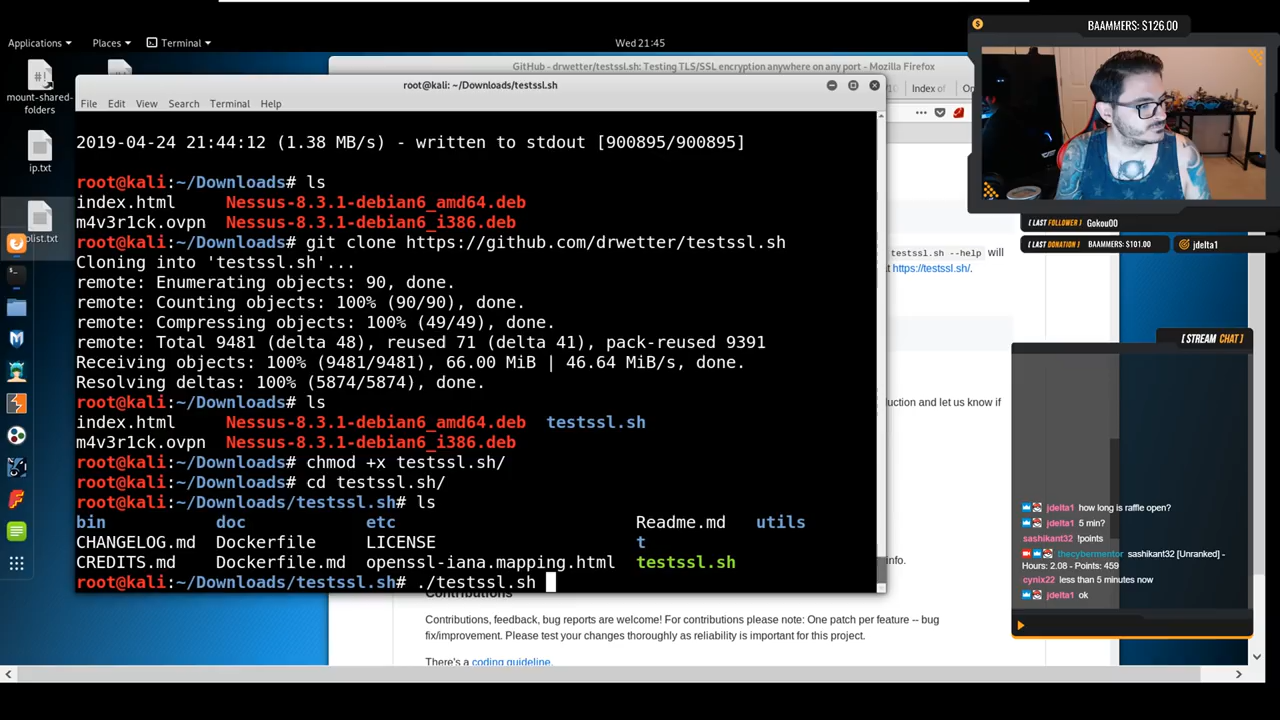 BAAMMERS: $126.00
Applications
Places
Terminal
Wed 21:45
GitHub - drwetter/testssl.sh: Testing TLS/SSL encryption anywhere on any port - Mozilla Firefox
root@kali: ~/Downloads/testssl.sh
Index of
File Edit View Search Terminal Help
mount-shared-
folders
ip.txt
2019-04-24 21:44:12 (1.38 MB/s) - written to stdout [900895/900895]
root@kali:~/Downloads# ls
index.html Nessus-8.3.1-debian6_amd64.deb
m4v3r1ck.ovpn Nessus-8.3.1-debian6_i386.deb
root@kali:~/Downloads# git clone https://github.com/drwetter/testssl.sh
Cloning into 'testssl.sh'...
remote: Enumerating objects: 90, done.
remote: Counting objects: 100% (90/90), done.
remote: Compressing objects: 100% (49/49), done.
remote: Total 9481 (delta 48), reused 71 (delta 41), pack-reused 9391
Receiving objects: 100% (9481/9481), 66.00 MiB | 46.64 MiB/s, done.
Resolving deltas: 100% (5874/5874), done.
root@kali:~/Downloads# ls
index.html Nessus-8.3.1-debian6_amd64.deb testssl.sh
m4v3r1ck.ovpn Nessus-8.3.1-debian6_i386.deb
root@kali:~/Downloads# chmod +x testssl.sh/
root@kali:~/Downloads# cd testssl.sh/
root@kali:~/Downloads/testssl.sh# ls
bin doc etc Readme.md utils
CHANGELOG.md Dockerfile LICENSE t
CREDITS.md Dockerfile.md openssl-iana.mapping.html testssl.sh
root@kali:~/Downloads/testssl.sh# ./testssl.sh
[ LAST FOLLOWER ] Gokou00
[ LAST DONATION ] BAAMMERS: $101.00
jdelta1
testssl.sh --help will
at https://testssl.sh/.
duction and let us know if
info.
Contributions
Contributions, feedback, bug reports are welcome! For contributions please note: One patch per feature -- bug
fix/improvement. Please test your changes thoroughly as reliability is important for this project.
There's a coding guideline.
[ STREAM CHAT ]
jdelta1 how long is raffle open?
jdelta1 5 min?
sashikant32 !points
thecybermentor sashikant32 [Unranked] -
Hours: 2.08 - Points: 459
cynix22 less than 5 minutes now
jdelta1 ok